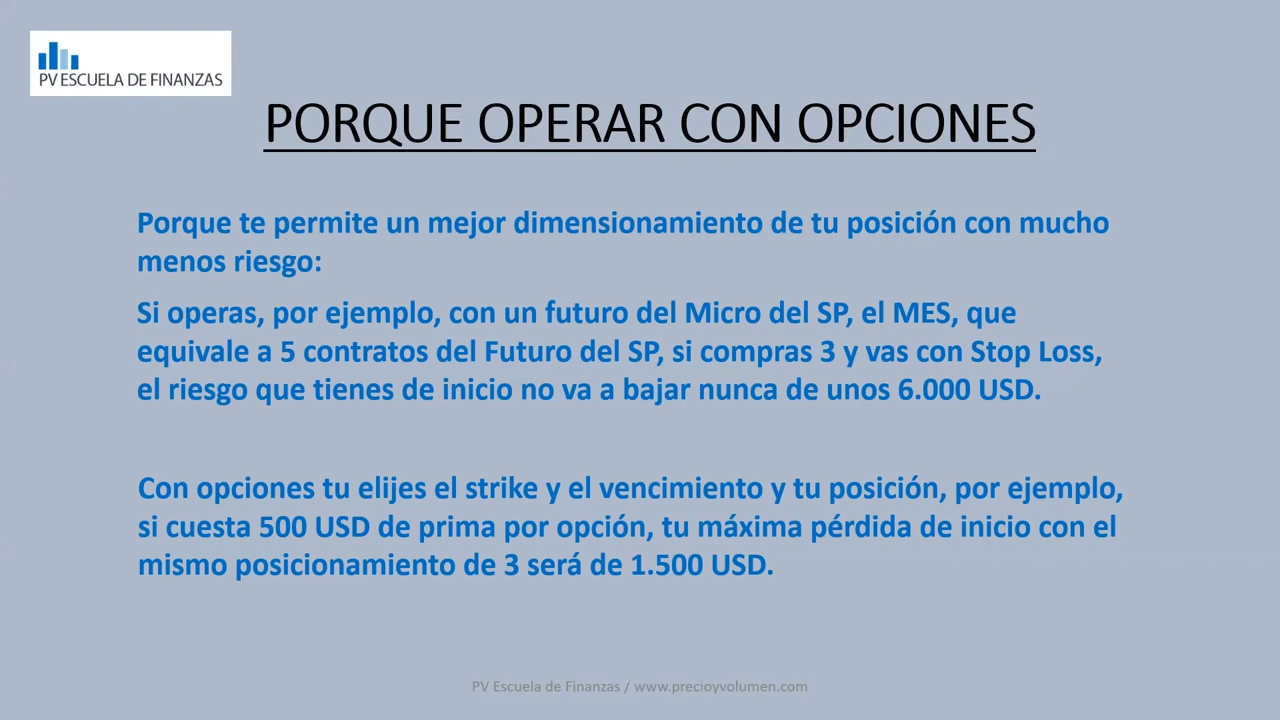 PV ESCUELA DE FINANZAS
PORQUE OPERAR CON OPCIONES
Porque te permite un mejor dimensionamiento de tu posición con mucho
menos riesgo:
Si operas, por ejemplo, con un futuro del Micro del SP, el MES, que
equivale a 5 contratos del Futuro del SP, si compras 3 y vas con Stop Loss,
el riesgo que tienes de inicio no va a bajar nunca de unos 6.000 USD.
Con opciones tu elijes el strike y el vencimiento y tu posición, por ejemplo,
si cuesta 500 USD de prima por opción, tu máxima pérdida de inicio con el
mismo posicionamiento de 3 será de 1.500 USD.
PV Escuela de Finanzas / www.precioyvolumen.com